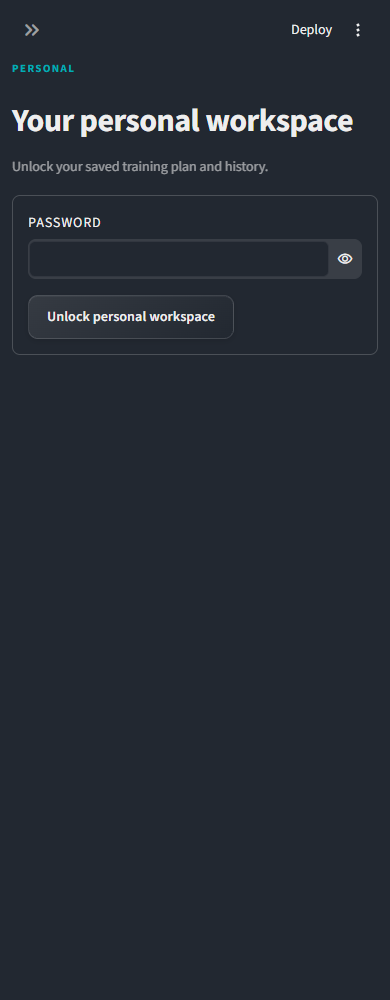 Deploy
PERSONAL
Your personal workspace
Unlock your saved training plan and history.
PASSWORD
Unlock personal workspace